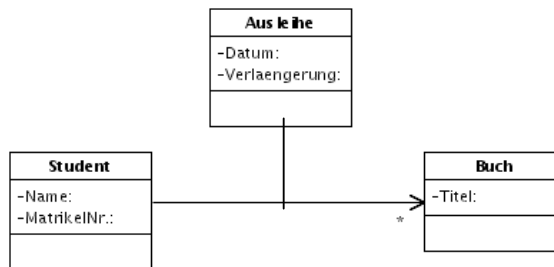 Ausleihe
-Datum:
-Verlaengerung:
Student
-Name:
-MatrikelNr.:
Buch
-Titel:
*